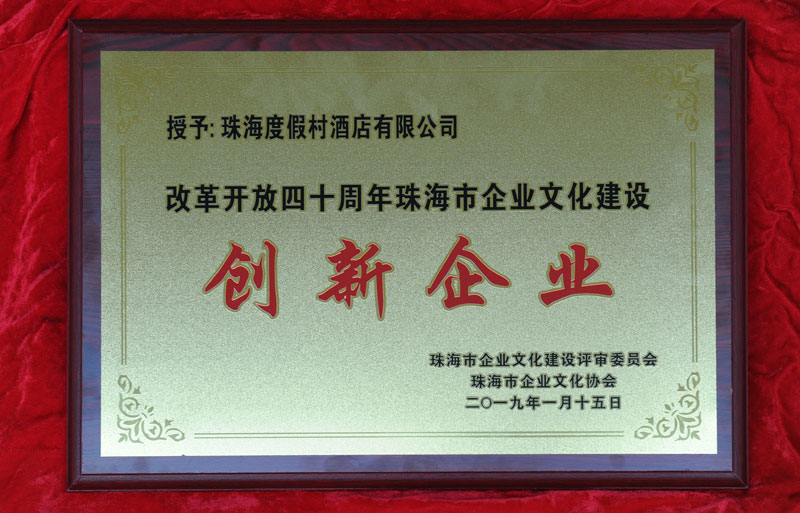 授予: 珠海度假村酒店有限公司
改革开放四十周年珠海市企业文化建设
创新企业
珠海市企业文化建设评审委员会
珠海市企业文化协会
二〇一九年一月十五日